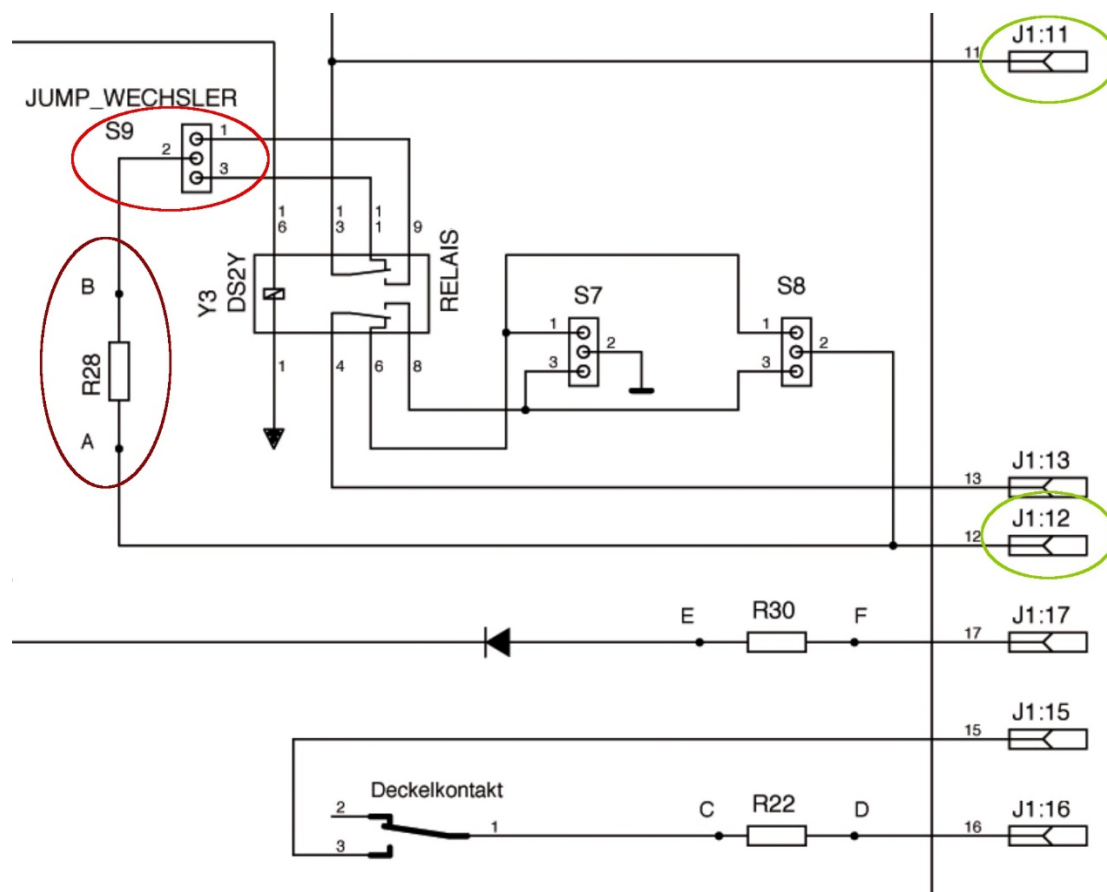 11
J1:11
JUMP_WECHSLER
S9
1
2
3
1
6
1
3
1
1
9
B
Y3
DS2Y
RELAIS
S7
S8
1
2
3
1
2
3
R28
1
4
6
8
A
13
J1:13
12
J1:12
E
R30
F
17
J1:17
15
J1:15
Deckelkontakt
2
3
1
C
R22
D
16
J1:16